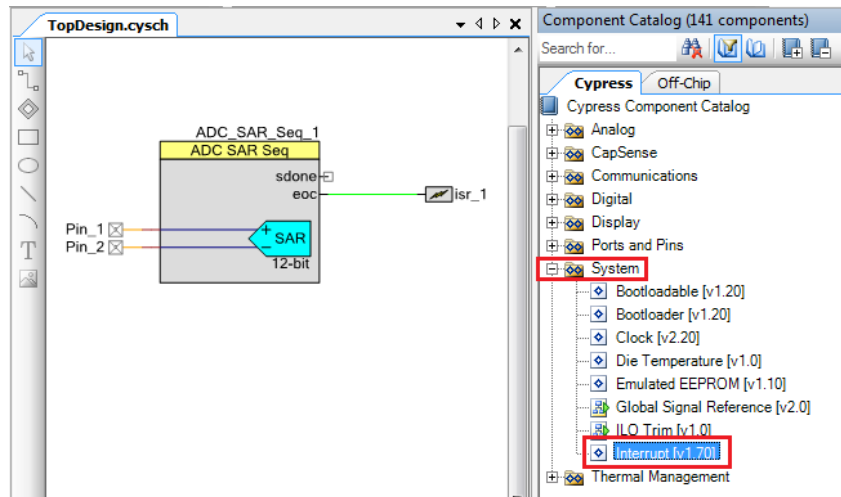 TopDesign.cysch
ADC_SAR_Seq_1
ADC SAR Seq
sdone
eoc
isr_1
Pin_1
Pin_2
+
SAR
-
12-bit
T
Component Catalog (141 components)
Search for...
Cypress Off-Chip
Cypress Component Catalog
Analog
CapSense
Communications
Digital
Display
Ports and Pins
System
Bootloadable [v1.20]
Bootloader [v1.20]
Clock [v2.20]
Die Temperature [v1.0]
Emulated EEPROM [v1.10]
Global Signal Reference [v2.0]
ILO Trim [v1.0]
Interrupt [v1.70]
Thermal Management